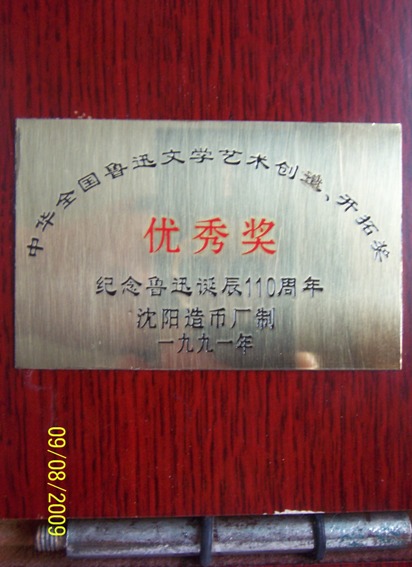 中华全国鲁迅文学艺术创造、开拓奖
优秀奖
纪念鲁迅诞辰110周年
沈阳造币厂制
一九九一年
09/08/2009